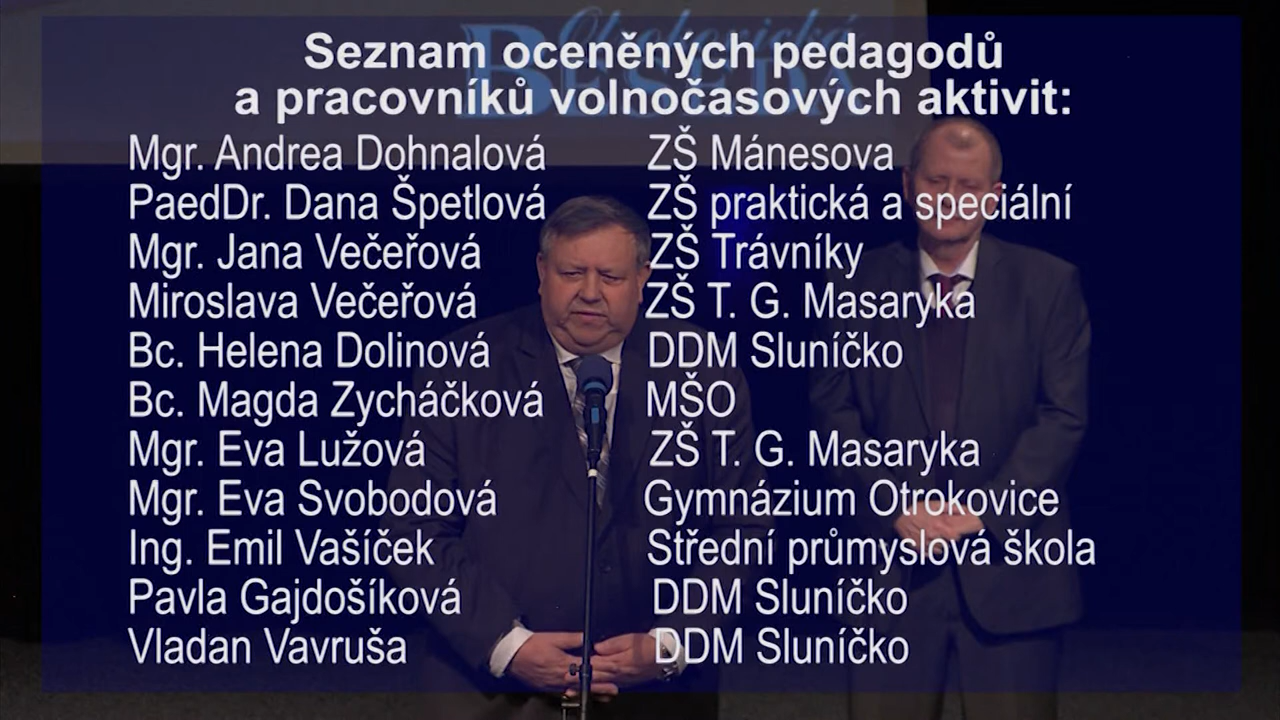 Otrokovická
BESEDA
Seznam oceněných pedagodů
a pracovníků volnočasových aktivit:
Mgr. Andrea Dohnalová ZŠ Mánesova
PaedDr. Dana Špetlová ZŠ praktická a speciální
Mgr. Jana Večeřová ZŠ Trávníky
Miroslava Večeřová ZŠ T. G. Masaryka
Bc. Helena Dolinová DDM Sluníčko
Bc. Magda Zycháčková MŠO
Mgr. Eva Lužová ZŠ T. G. Masaryka
Mgr. Eva Svobodová Gymnázium Otrokovice
Ing. Emil Vašíček Střední průmyslová škola
Pavla Gajdošíková DDM Sluníčko
Vladan Vavruša DDM Sluníčko